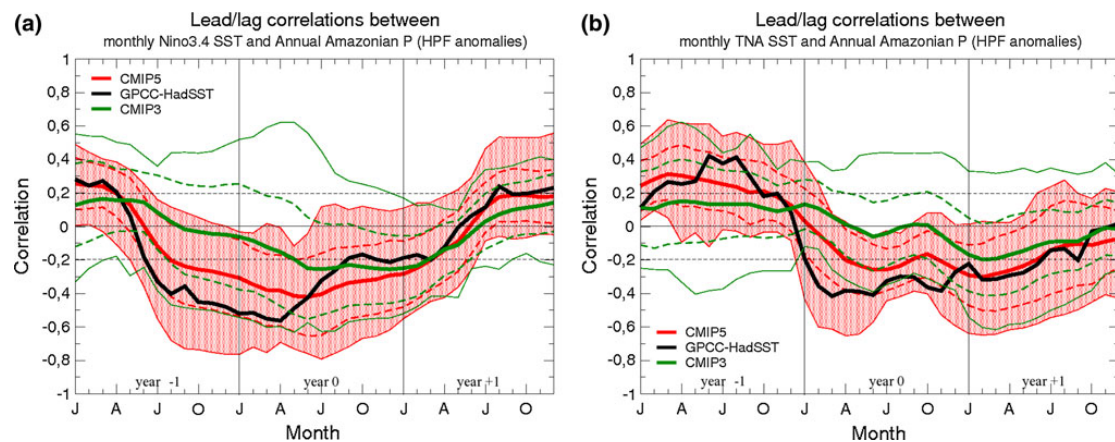 (a)
Lead/lag correlations between
monthly Nino3.4 SST and Annual Amazonian P (HPF anomalies)
1
0,8
0,6
0,4
0,2
0
-0,2
-0,4
-0,6
-0,8
-1
Correlation
CMIP5
GPCC-HadSST
CMIP3
year -1
year 0
year +1
J A J O J A J O J A J O
Month
(b)
Lead/lag correlations between
monthly TNA SST and Annual Amazonian P (HPF anomalies)
1
0,8
0,6
0,4
0,2
0
-0,2
-0,4
-0,6
-0,8
-1
Correlation
CMIP5
GPCC-HadSST
CMIP3
year -1
year 0
year +1
J A J O J A J O J A J O
Month